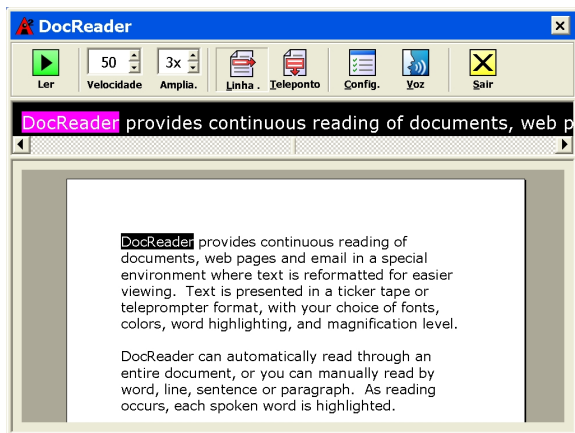 DocReader
50 3x
Ler Velocidade Amplia. Linha . Teleponto Config. Voz Sair
DocReader provides continuous reading of documents, web p
DocReader provides continuous reading of
documents, web pages and email in a special
environment where text is reformatted for easier
viewing. Text is presented in a ticker tape or
teleprompter format, with your choice of fonts,
colors, word highlighting, and magnification level.
DocReader can automatically read through an
entire document, or you can manually read by
word, line, sentence or paragraph. As reading
occurs, each spoken word is highlighted.